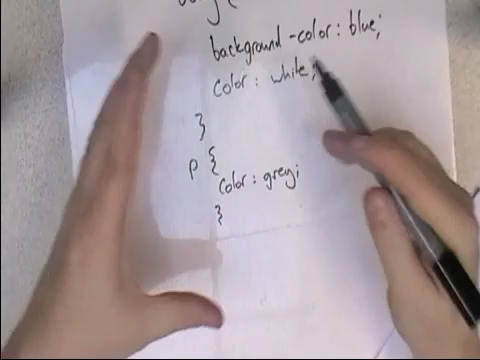 background-color: blue;
color: white;
}
p {
color: grey;
}